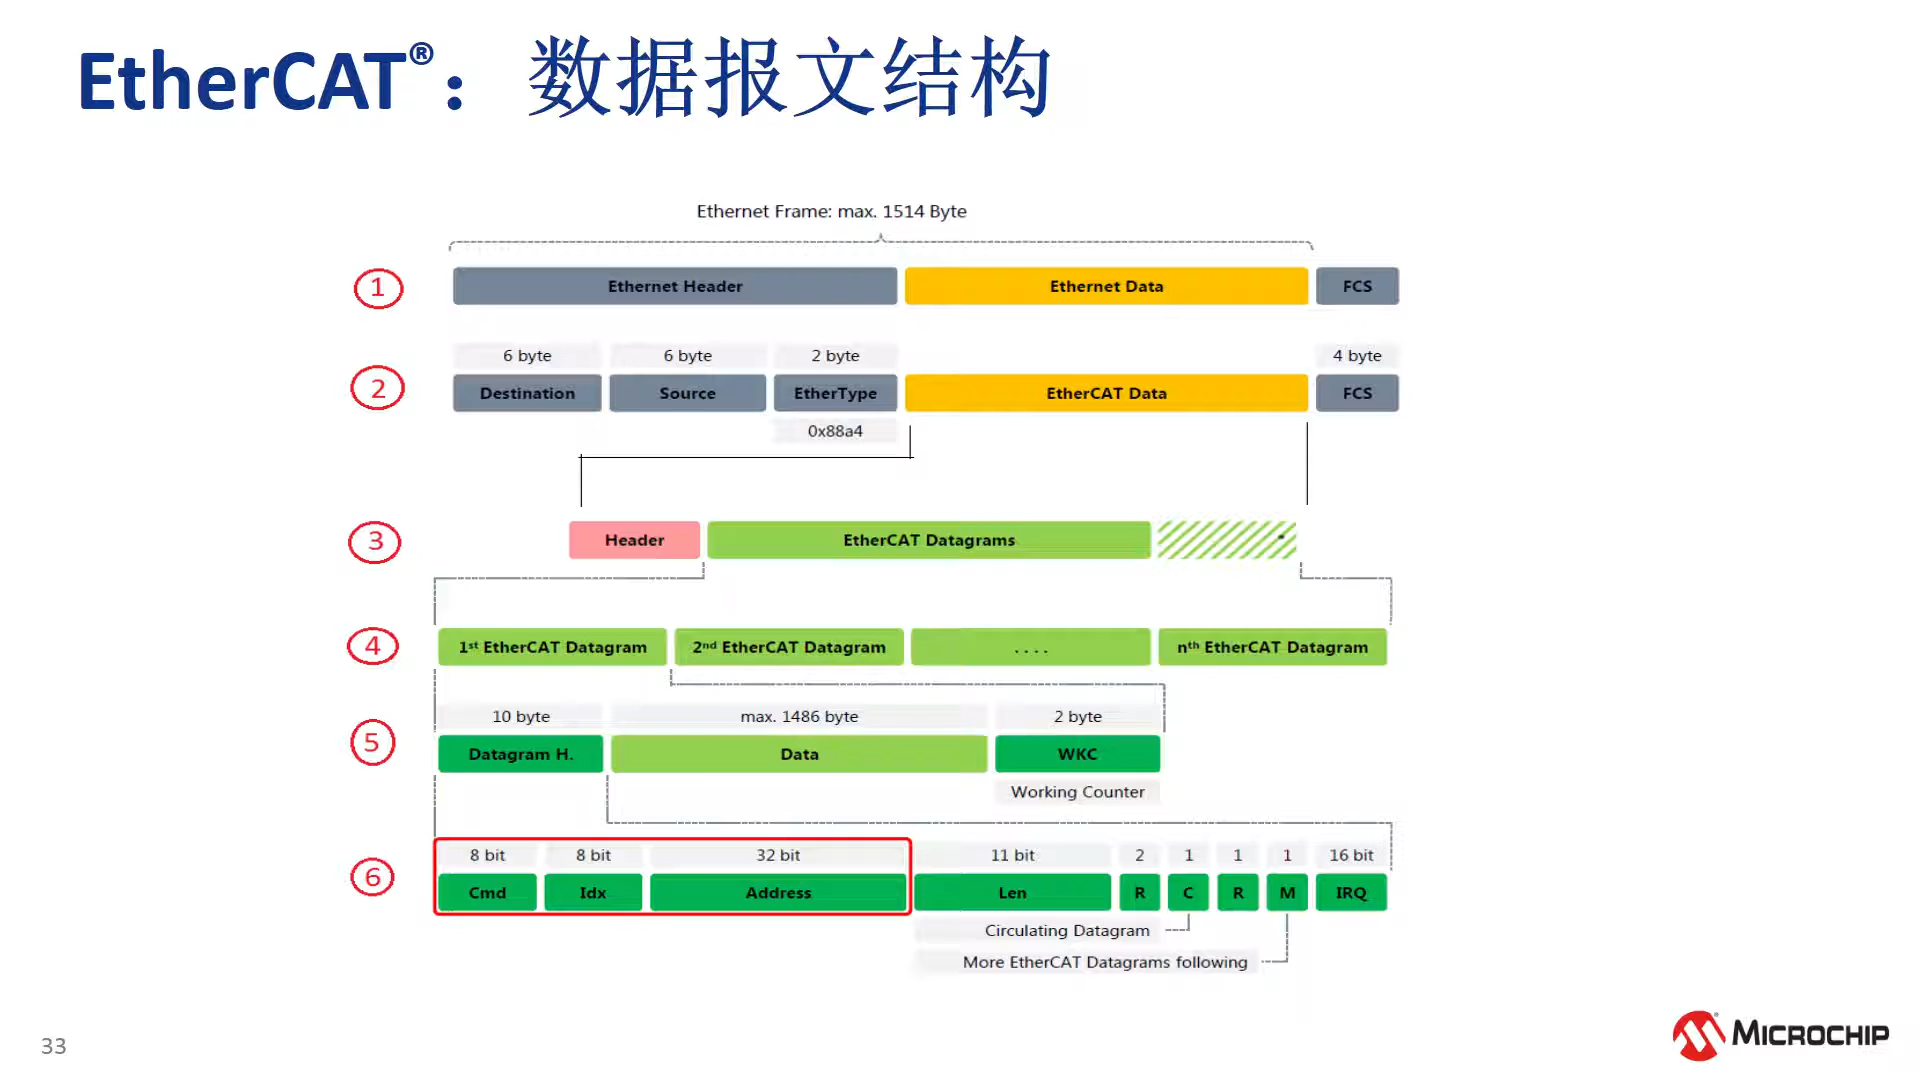 EtherCAT®：数据报文结构
Ethernet Frame: max. 1514 Byte
1 Ethernet Header Ethernet Data FCS
6 byte 6 byte 2 byte 4 byte
2 Destination Source EtherType EtherCAT Data FCS
0x88a4
3 Header EtherCAT Datagrams
4 1st EtherCAT Datagram 2nd EtherCAT Datagram .... nth EtherCAT Datagram
10 byte max. 1486 byte 2 byte
5 Datagram H. Data WKC
Working Counter
8 bit 8 bit 32 bit 11 bit 2 1 1 1 16 bit
6 Cmd Idx Address Len R C R M IRQ
Circulating Datagram
More EtherCAT Datagrams following
33
MICROCHIP